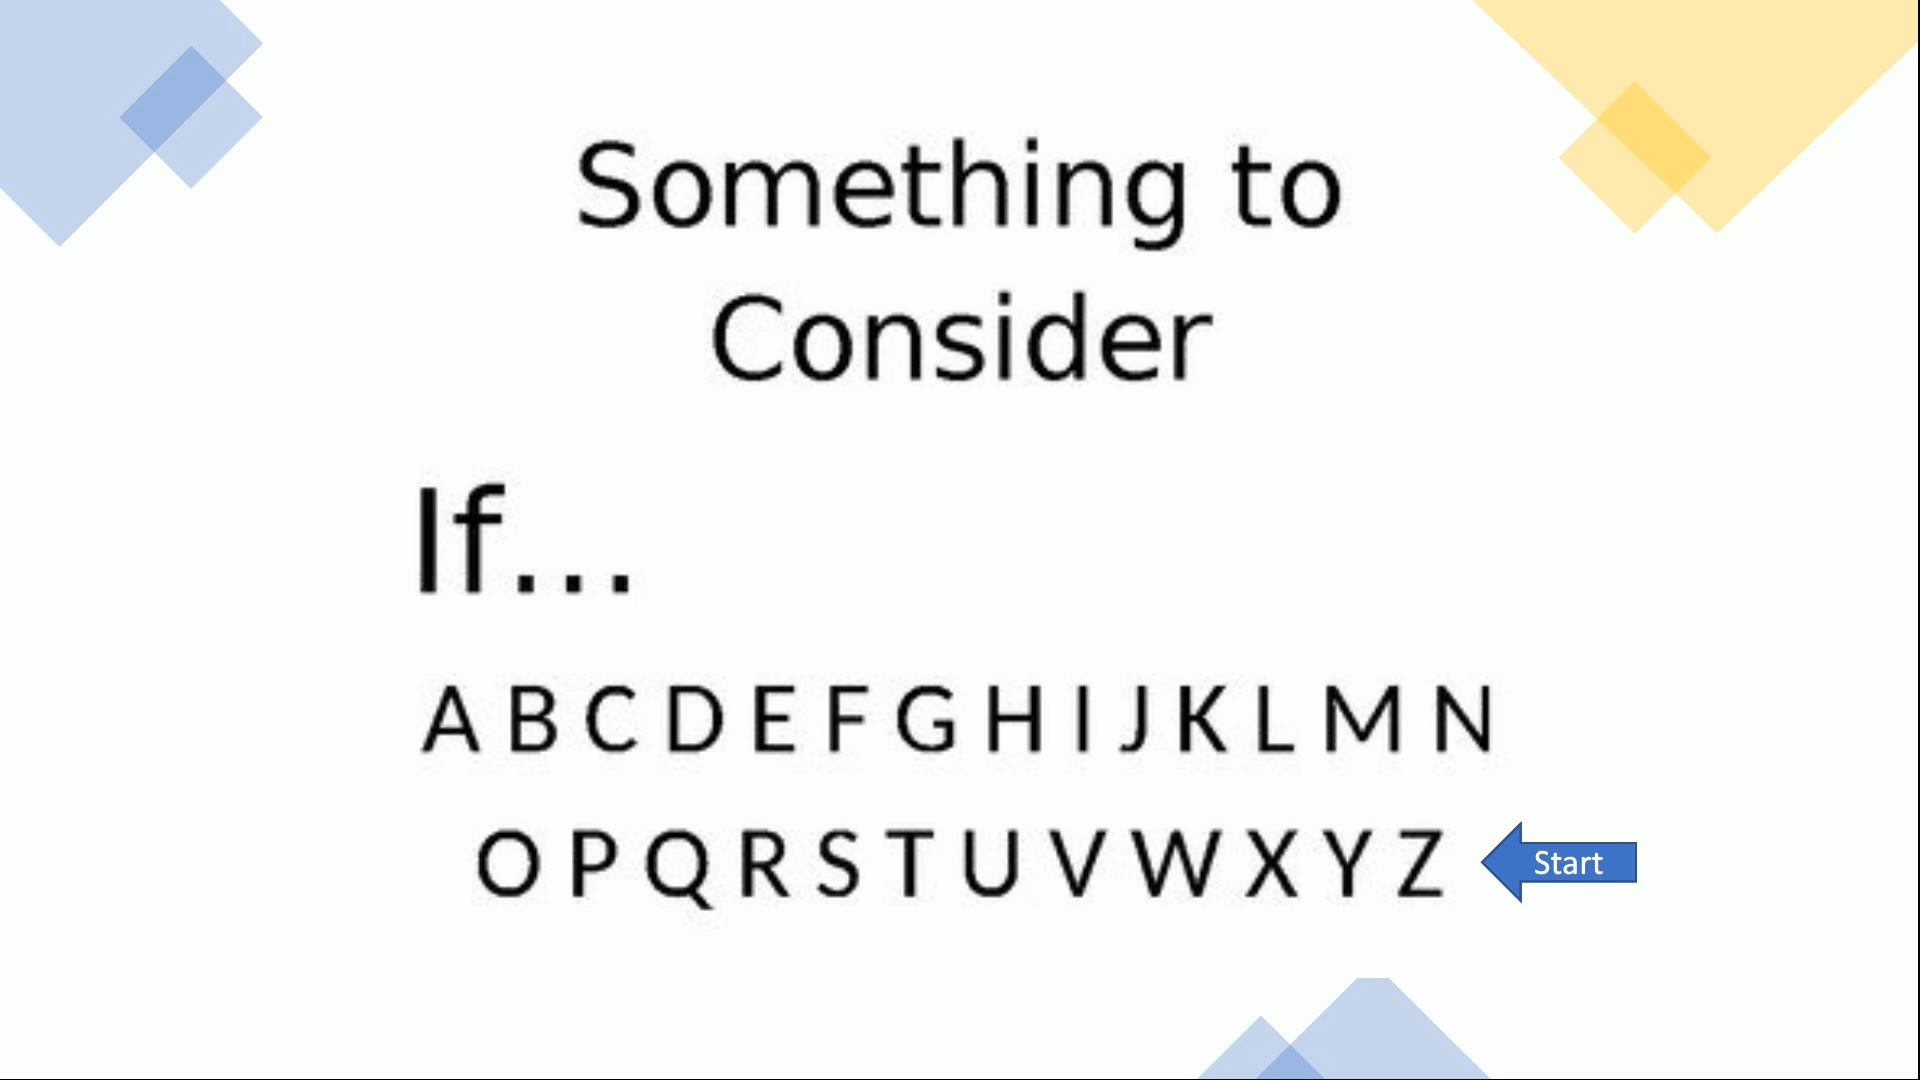 Something to
Consider
If...
A B C D E F G H I J K L M N
O P Q R S T U V W X Y Z
Start